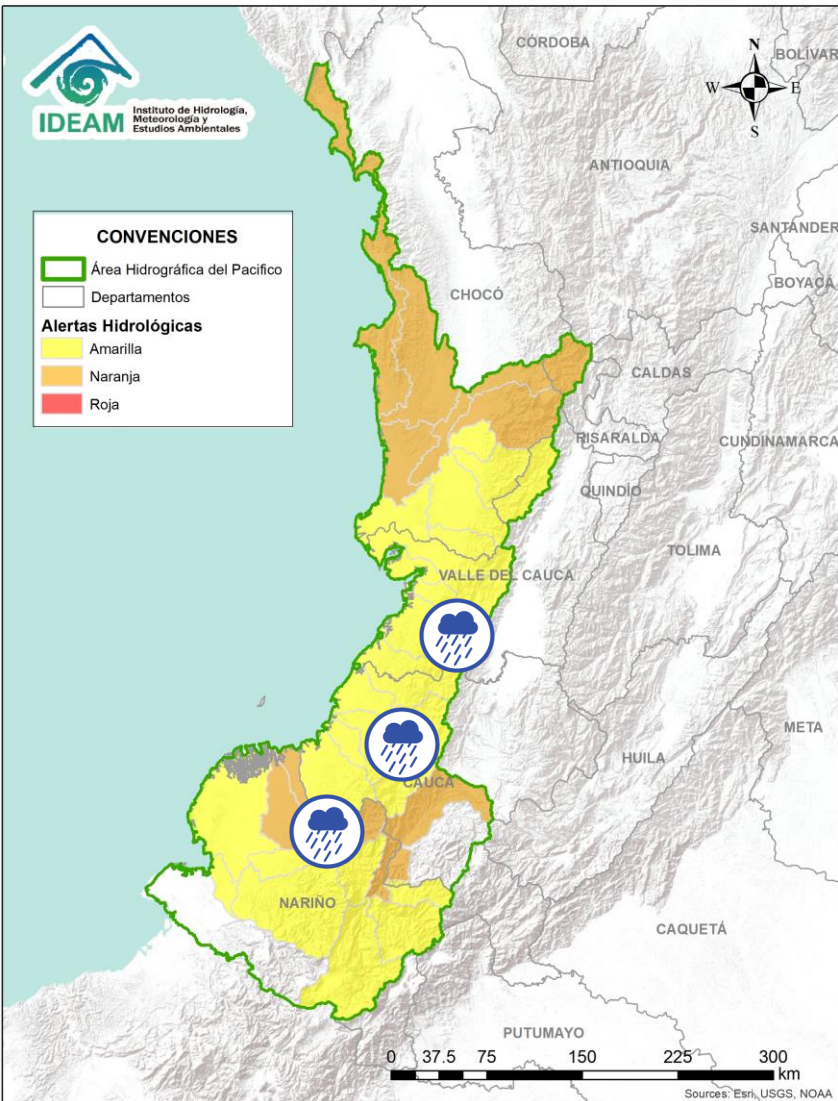 IDEAM
Instituto de Hidrología,
Meteorología y
Estudios Ambientales
N
W E
S
CONVENCIONES
Área Hidrográfica del Pacifico
Departamentos
Alertas Hidrológicas
Amarilla
Naranja
Roja
CÓRDOBA
BOLÍVAR
ANTIOQUIA
SANTANDER
BOYACÁ
CHOCÓ
CALDAS
RISARALDA
CUNDINAMARCA
QUINDÍO
TOLIMA
VALLE DEL CAUCA
META
HUILA
CAUCA
NARIÑO
CAQUETÁ
PUTUMAYO
0 37.5 75 150 225 300
km
Sources: Esri, USGS, NOAA